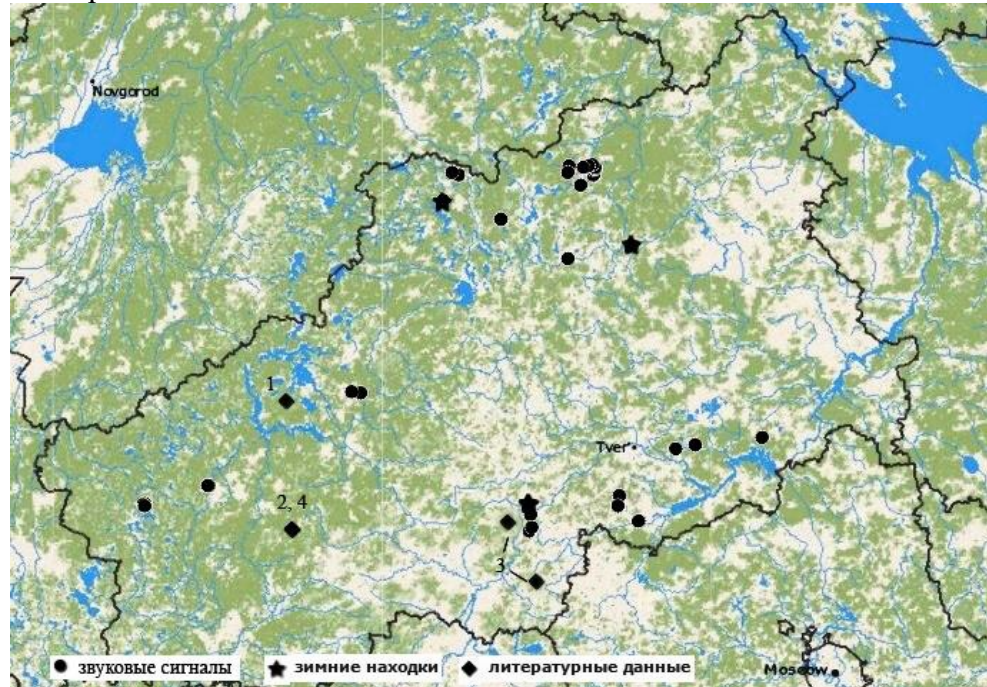 Novgorod
1
Tver
2, 4
3
звуковые сигналы зимние находки литературные данные
Moscow